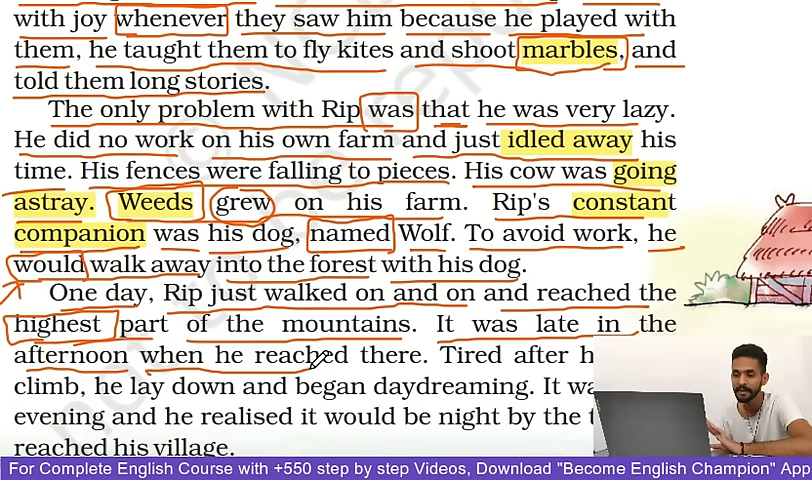 with joy whenever they saw him because he played with
them, he taught them to fly kites and shoot marbles, and
told them long stories.
The only problem with Rip was that he was very lazy.
He did no work on his own farm and just idled away his
time. His fences were falling to pieces. His cow was going
astray. Weeds grew on his farm. Rip's constant
companion was his dog, named Wolf. To avoid work, he
would walk away into the forest with his dog.
One day, Rip just walked on and on and reached the
highest part of the mountains. It was late in the
afternoon when he reached there. Tired after
climb, he lay down and began daydreaming. It
evening and he realised it would be night by the
reached his village.
For Complete English Course with +550 step by step Videos, Download "Become English Champion" App